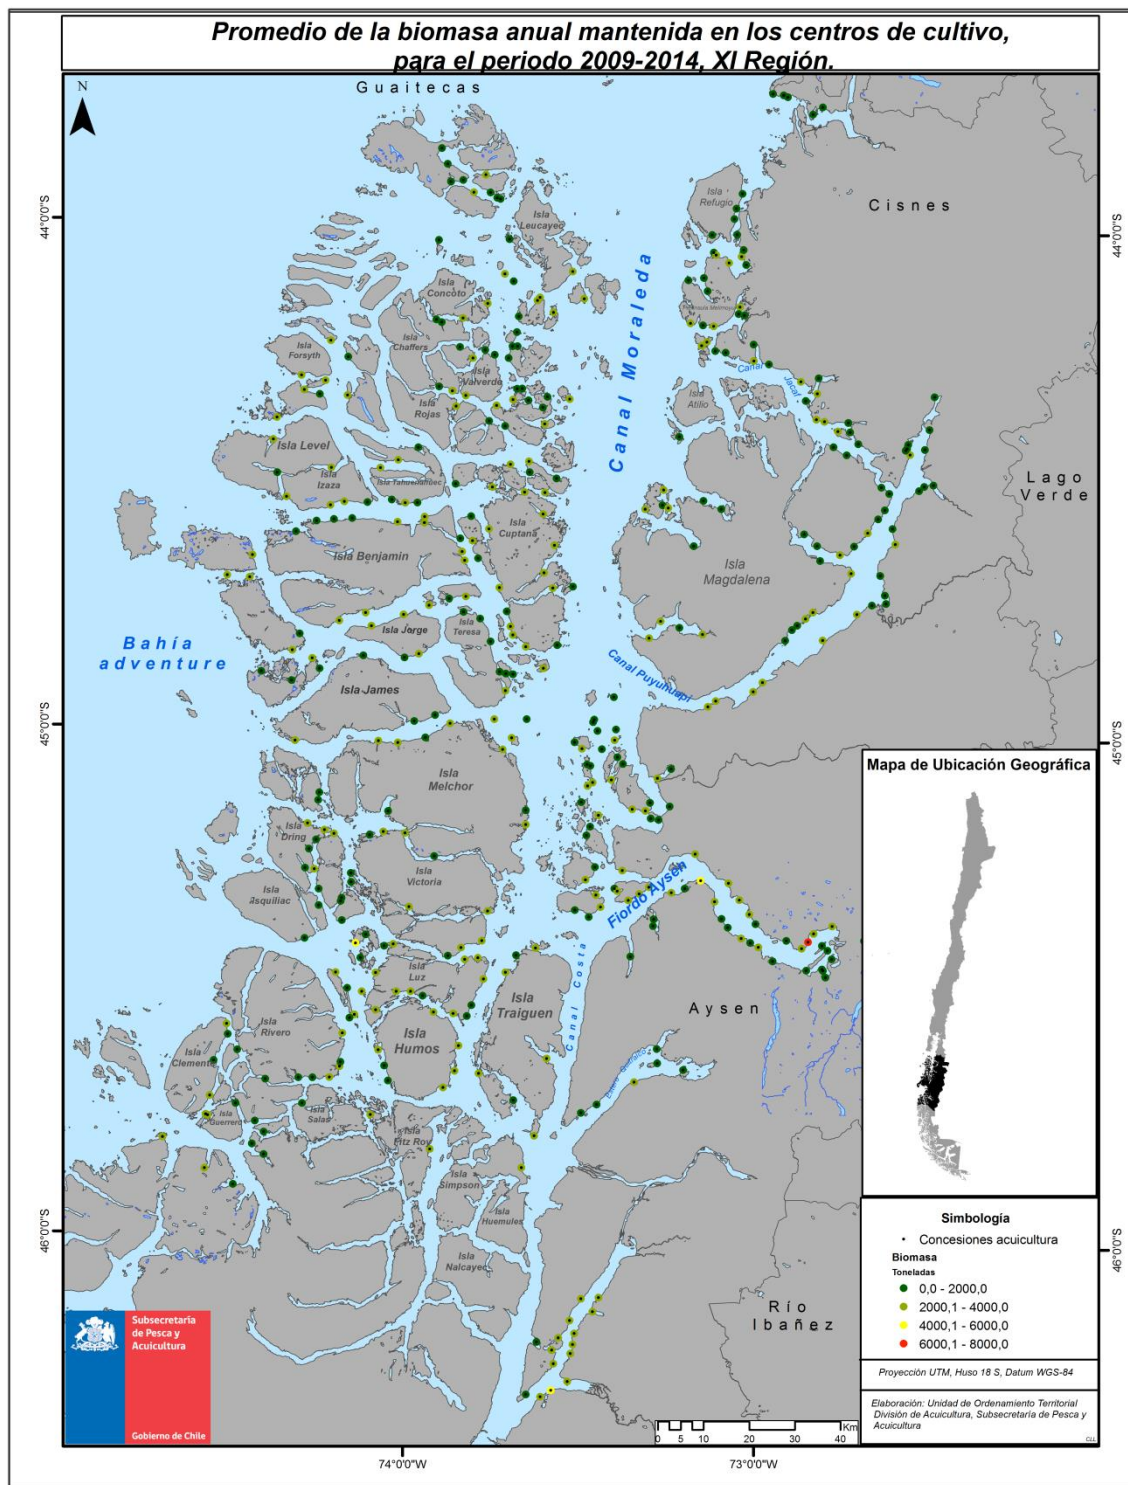 Promedio de la biomasa anual mantenida en los centros de cultivo,
para el periodo 2009-2014, XI Región.
Guaitecas
N
Isla
Refugio
Cisnes
Isla
Leucayec
44°0'0"S
44°0'0"S
Canal Moraleda
Isla
Concoto
Isla
Chaffers
Isla
Forsyth
Isla
Valverde
Canal
Jacaf
Isla
Rojas
Isla
Atilio
Isla Level
Isla
Izaza
Isla Tahuenahuec
Lago
Verde
Isla
Cuptana
Isla Benjamin
Isla
Magdalena
Isla Jorge
Isla
Teresa
Bahía
adventure
Canal Puyuhuapi
Isla James
45°0'0"S
45°0'0"S
Isla
Melchor
Isla
Dring
Isla
Victoria
Isla
Isquiliac
Fiordo Aysen
Canal Costa
Isla
Luz
Isla
Traiguen
Aysen
Isla
Rivero
Isla
Humos
Isla
Clemente
Isla
Guerrero
Isla
Salas
Isla
Fitz Roy
Isla
Simpson
Isla
Huemules
Isla
Nalcayec
46°0'0"S
46°0'0"S
Río
Ibañez
Mapa de Ubicación Geográfica
Simbología
Concesiones acuicultura
Biomasa
Toneladas
0,0 - 2000,0
2000,1 - 4000,0
4000,1 - 6000,0
6000,1 - 8000,0
Proyección UTM, Huso 18 S, Datum WGS-84
Elaboración: Unidad de Ordenamiento Territorial
División de Acuicultura, Subsecretaría de Pesca y
Acuicultura
CLL
Subsecretaría
de Pesca y
Acuicultura
Gobierno de Chile
Km
0 5 10 20 30 40
74°0'0"W
73°0'0"W